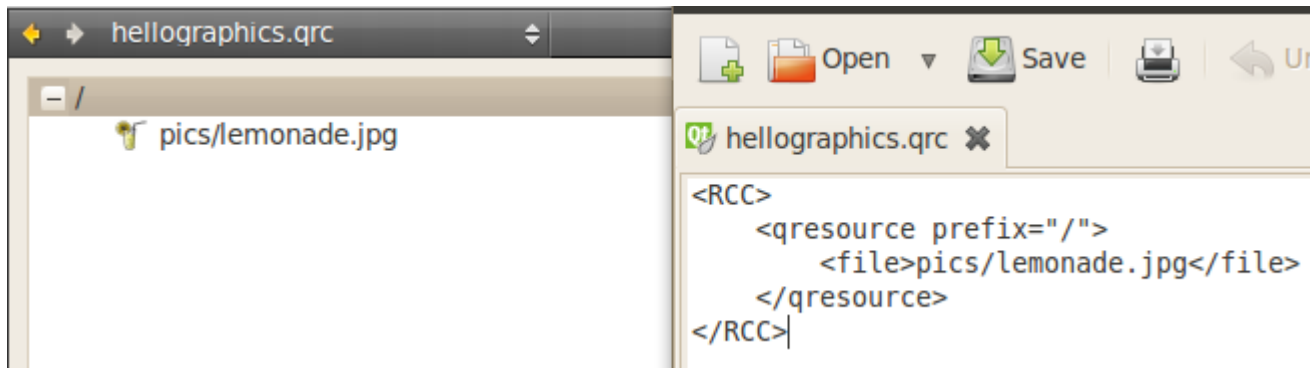 hellographics.qrc
/
pics/lemonade.jpg
Open Save Un
hellographics.qrc
<RCC>
    <qresource prefix="/">
        <file>pics/lemonade.jpg</file>
    </qresource>
</RCC>